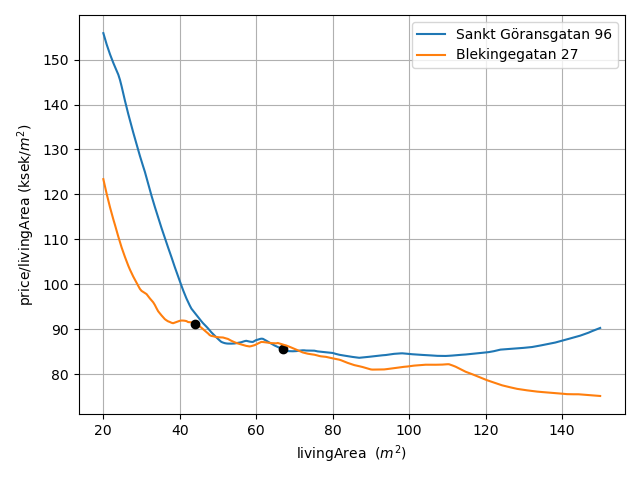 Sankt Göransgatan 96
Blekingegatan 27
price/livingArea (ksek/m²)
150
140
130
120
110
100
90
80
20 40 60 80 100 120 140
livingArea (m²)